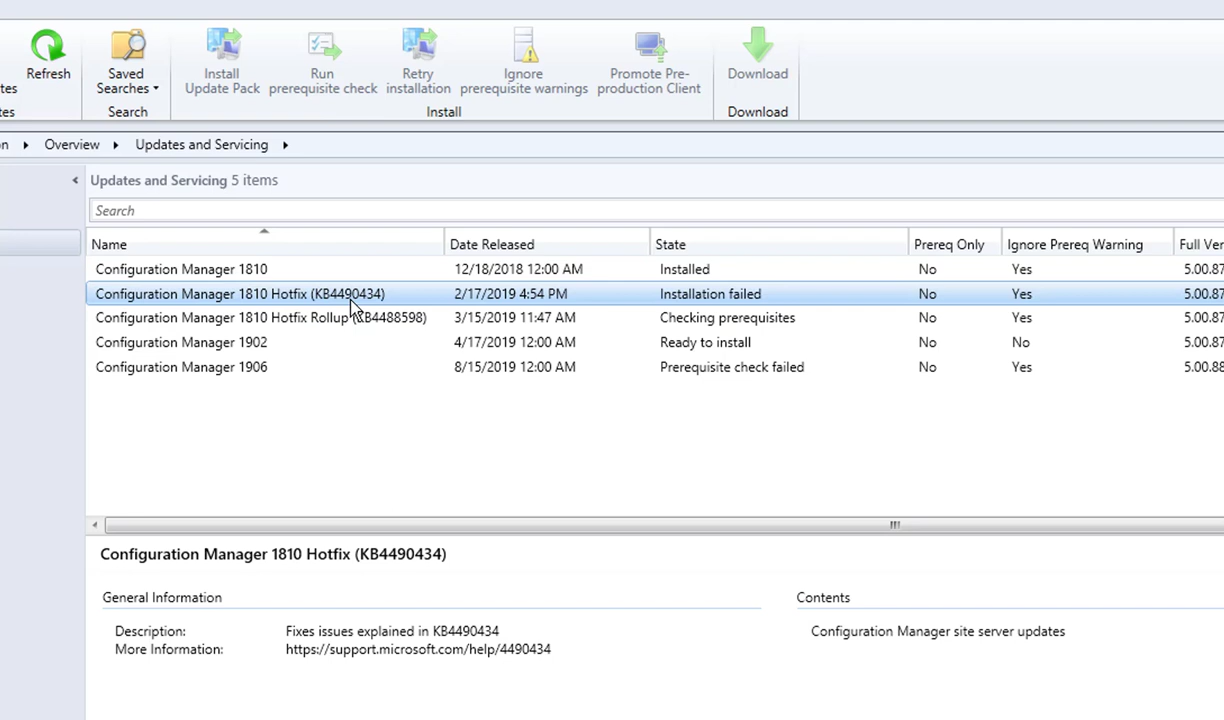 tes
Refresh
tes
Saved
Searches
Search
Install
Update Pack
Run
prerequisite check
Retry
installation
Ignore
prerequisite warnings
Promote Pre-
production Client
Install
Download
Download
n Overview Updates and Servicing
Updates and Servicing 5 items
Search
Name Date Released State Prereq Only Ignore Prereq Warning Full Ver
Configuration Manager 1810 12/18/2018 12:00 AM Installed No Yes 5.00.87
Configuration Manager 1810 Hotfix (KB4490434) 2/17/2019 4:54 PM Installation failed No Yes 5.00.87
Configuration Manager 1810 Hotfix Rollup (KB4488598) 3/15/2019 11:47 AM Checking prerequisites No Yes 5.00.87
Configuration Manager 1902 4/17/2019 12:00 AM Ready to install No No 5.00.87
Configuration Manager 1906 8/15/2019 12:00 AM Prerequisite check failed No Yes 5.00.88
Configuration Manager 1810 Hotfix (KB4490434)
General Information
Description: Fixes issues explained in KB4490434
More Information: https://support.microsoft.com/help/4490434
Contents
Configuration Manager site server updates